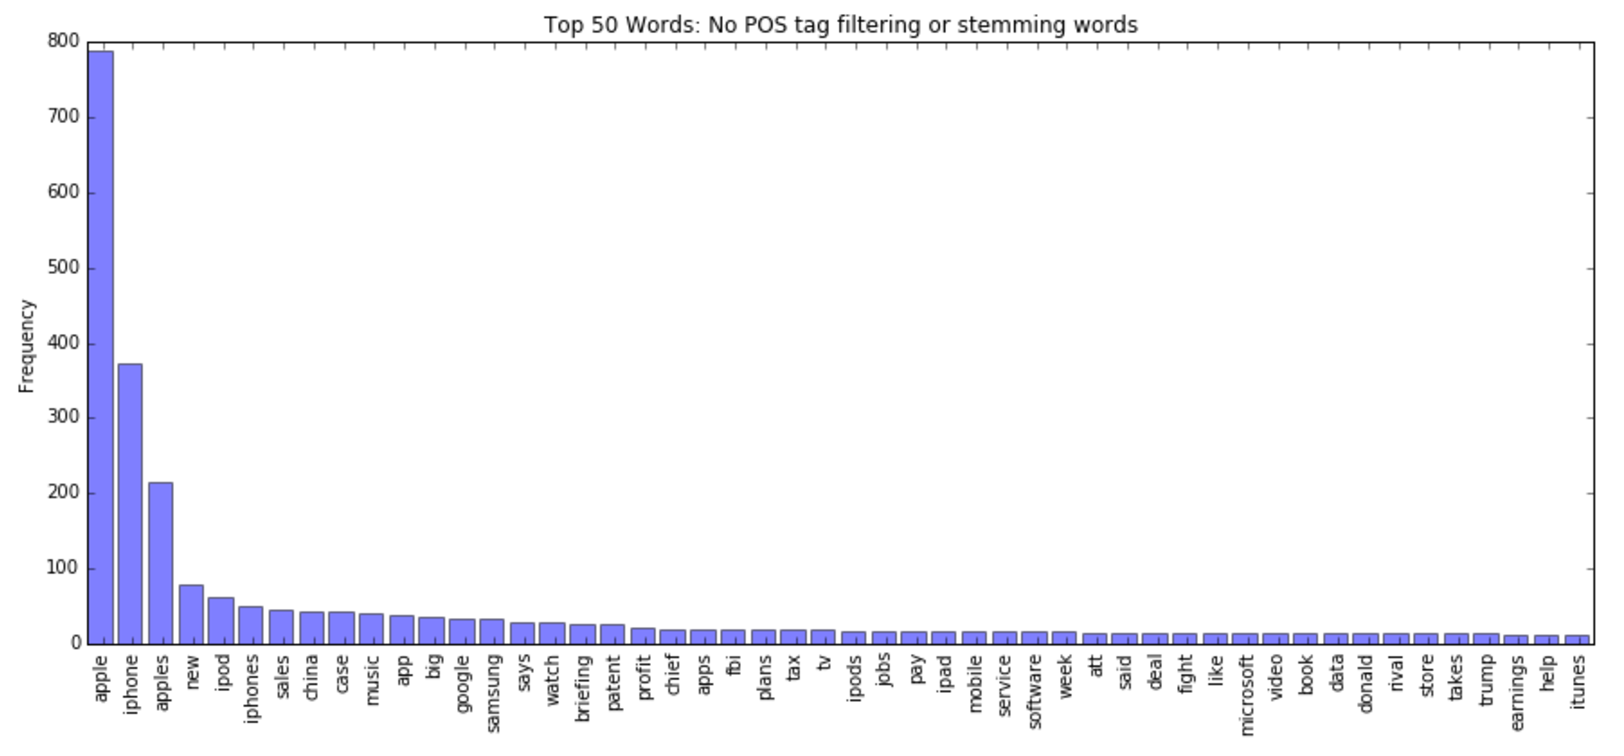 Top 50 Words: No POS tag filtering or stemming words
800
700
600
500
400
300
200
100
0
Frequency
apple
iphone
apples
new
ipod
iphones
sales
china
case
music
app
big
google
samsung
says
watch
briefing
patent
profit
chief
apps
fbi
plans
tax
tv
ipods
jobs
pay
ipad
mobile
service
software
week
att
said
deal
fight
like
microsoft
video
book
data
donald
rival
store
takes
trump
earnings
help
itunes